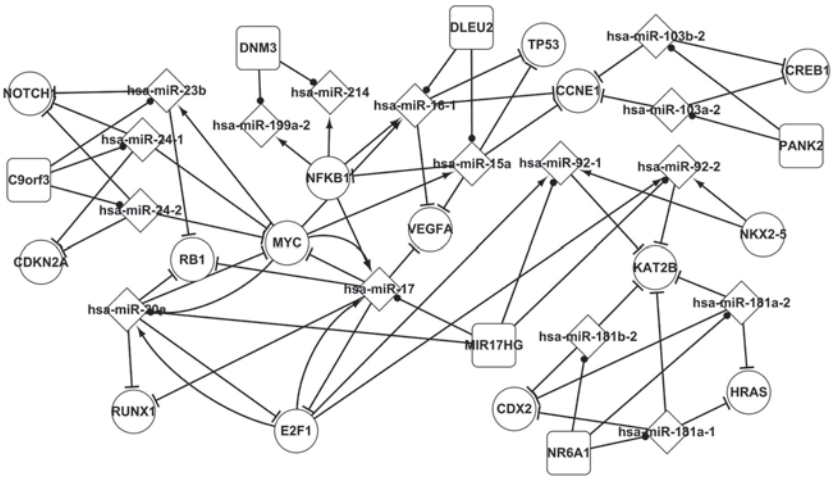 DLEU2
DNM3
TP53
hsa-miR-103b-2
CREB1
NOTCH1
hsa-miR-23b
hsa-miR-214
hsa-miR-16-1
CCNE1
hsa-miR-103a-2
hsa-miR-199a-2
hsa-miR-24-1
PANK2
C9orf3
NFKB1
hsa-miR-15a
hsa-miR-92-1
hsa-miR-92-2
hsa-miR-24-2
VEGFA
NKX2-5
MYC
CDKN2A
RB1
KAT2B
hsa-miR-17
hsa-miR-20a
hsa-miR-181a-2
hsa-miR-181b-2
MIR17HG
HRAS
RUNX1
CDX2
E2F1
hsa-miR-181a-1
NR6A1